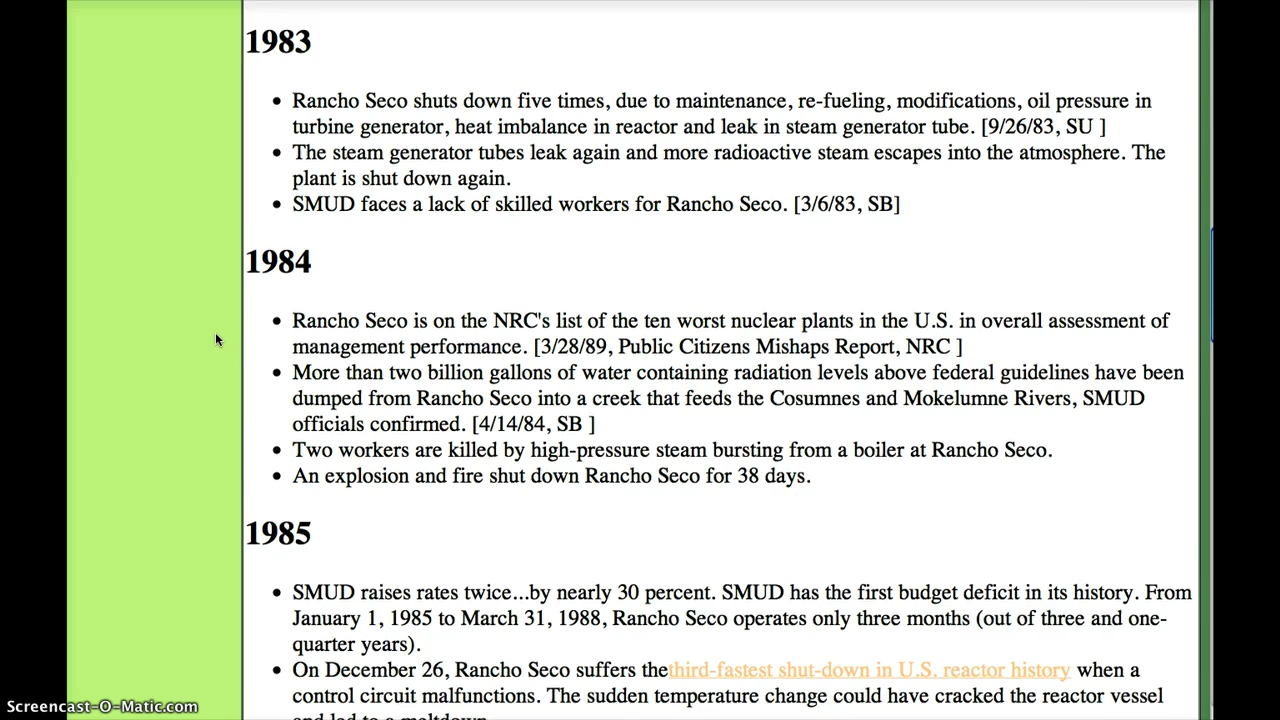 1983
Rancho Seco shuts down five times, due to maintenance, re-fueling, modifications, oil pressure in
turbine generator, heat imbalance in reactor and leak in steam generator tube. [9/26/83, SU ]
The steam generator tubes leak again and more radioactive steam escapes into the atmosphere. The
plant is shut down again.
SMUD faces a lack of skilled workers for Rancho Seco. [3/6/83, SB]
1984
Rancho Seco is on the NRC's list of the ten worst nuclear plants in the U.S. in overall assessment of
management performance. [3/28/89, Public Citizens Mishaps Report, NRC ]
More than two billion gallons of water containing radiation levels above federal guidelines have been
dumped from Rancho Seco into a creek that feeds the Cosumnes and Mokelumne Rivers, SMUD
officials confirmed. [4/14/84, SB ]
Two workers are killed by high-pressure steam bursting from a boiler at Rancho Seco.
An explosion and fire shut down Rancho Seco for 38 days.
1985
SMUD raises rates twice...by nearly 30 percent. SMUD has the first budget deficit in its history. From
January 1, 1985 to March 31, 1988, Rancho Seco operates only three months (out of three and one-
quarter years).
On December 26, Rancho Seco suffers thethird-fastest shut-down in U.S. reactor history when a
control circuit malfunctions. The sudden temperature change could have cracked the reactor vessel
and led to a meltdown.
Screencast-O-Matic.com